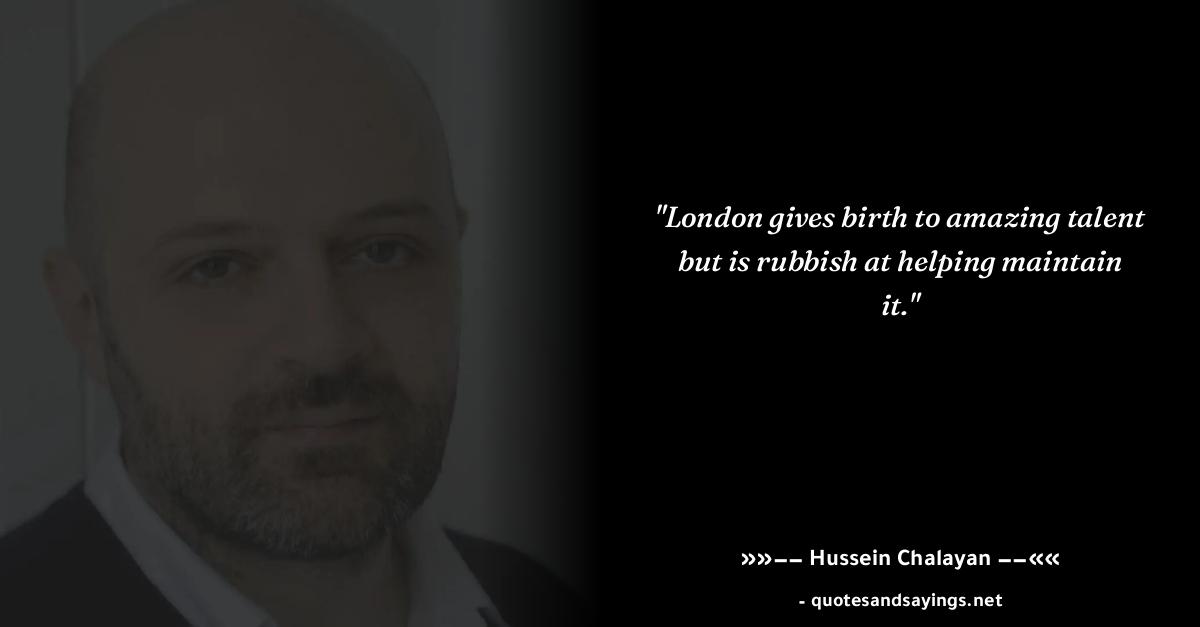 "London gives birth to amazing talent
but is rubbish at helping maintain
it."
»»−− Hussein Chalayan −−««
- quotesandsayings.net